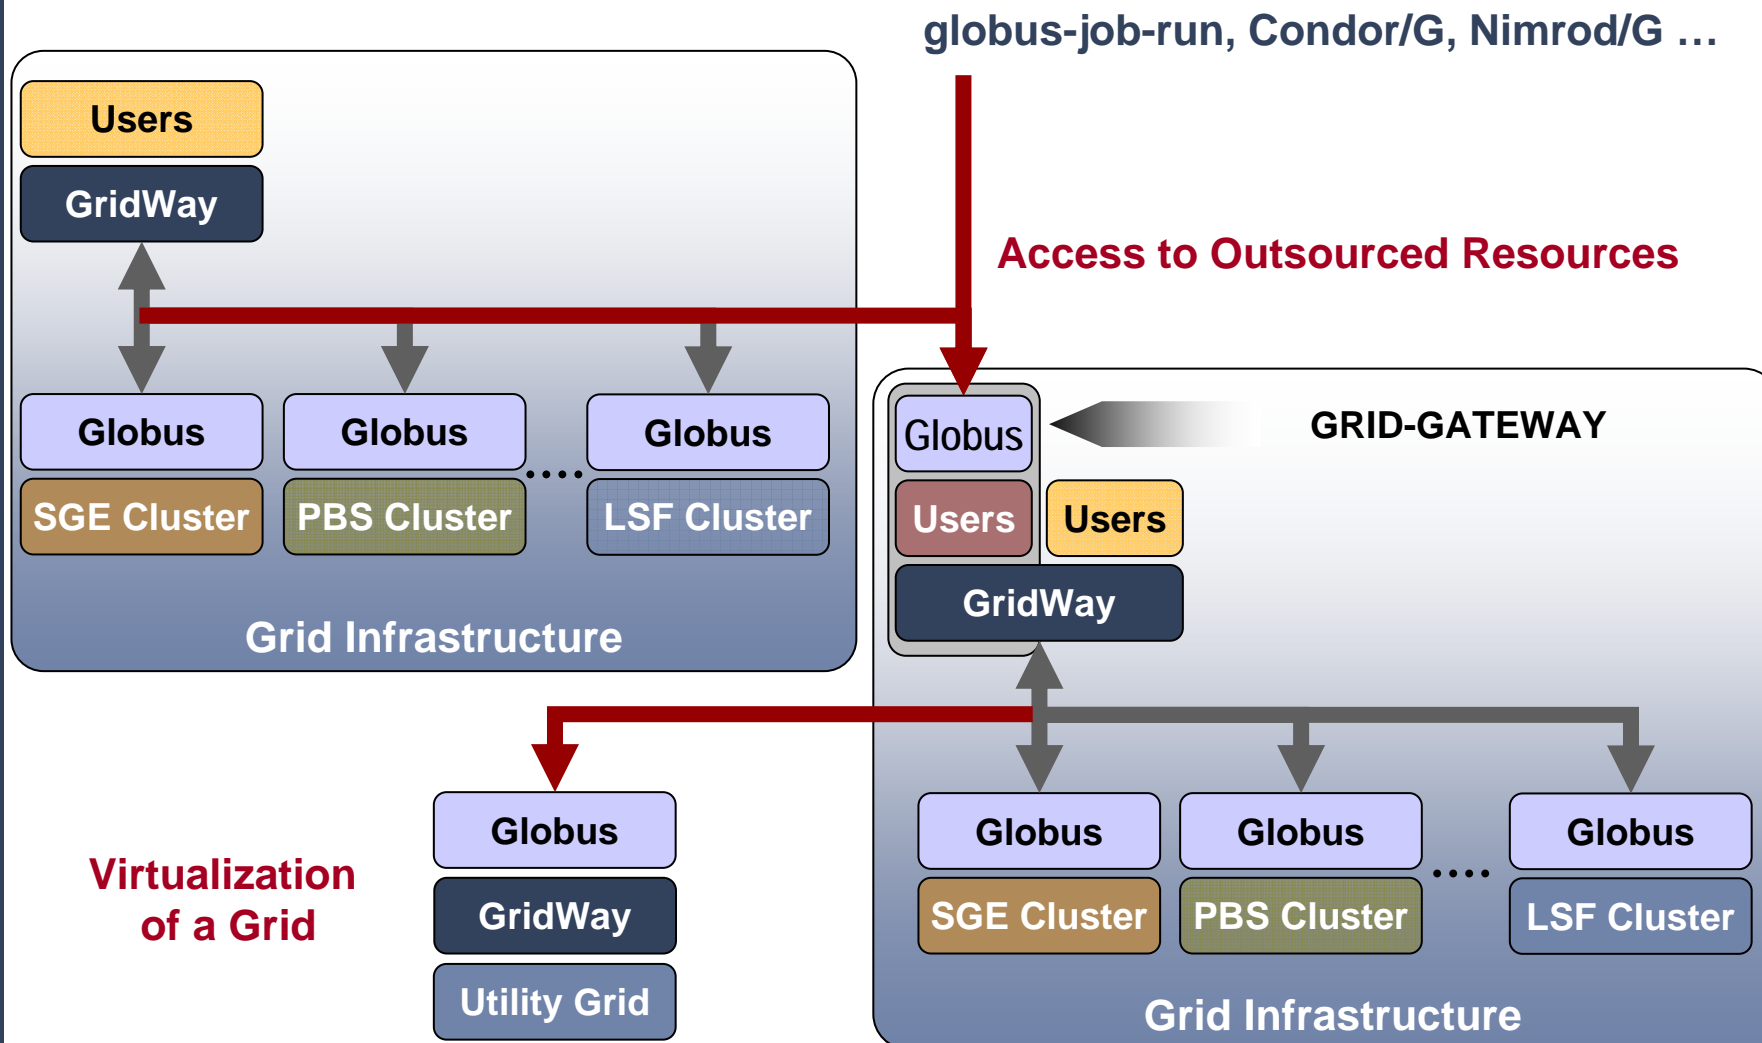 globus-job-run, Condor/G, Nimrod/G …
Users
GridWay
Access to Outsourced Resources
Globus
Globus
....
Globus
SGE Cluster
PBS Cluster
LSF Cluster
Grid Infrastructure
Globus
GRID-GATEWAY
Users
Users
GridWay
Virtualization
of a Grid
Globus
GridWay
Utility Grid
Globus
Globus
....
Globus
SGE Cluster
PBS Cluster
LSF Cluster
Grid Infrastructure